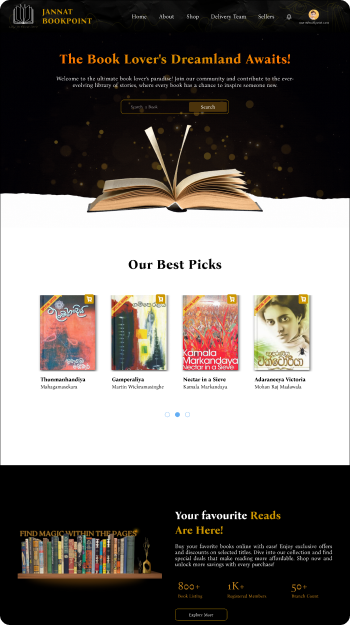 JANNAT
BOOKPOINT
Home About Shop Delivery Team Sellers
The Book Lover's Dreamland Awaits!
Welcome to the ultimate book lover's paradise! Join our community and contribute to the ever-
evolving library of stories, where every book has a chance to inspire someone new.
Search a Book
Search
Our Best Picks
Kamala
Markandaya
Nectar in a Sieve
Thunmanhandiya
Mahagamasekara
Gamperaliya
Martin Wickramasinghe
Nectar in a Sieve
Kamala Markandaya
Adaraneeya Victoria
Mohan Raj Madawala
FIND MAGIC WITHIN THE PAGES
Your favourite Reads
Are Here!
Buy your favorite books online with ease! Enjoy exclusive offers
and discounts on selected titles. Dive into our collection and find
special deals that make reading more affordable. Shop now and
unlock more savings with every purchase!
800+ 1K+ 50+
Book Listing Registered Members Branch Count
Explore More